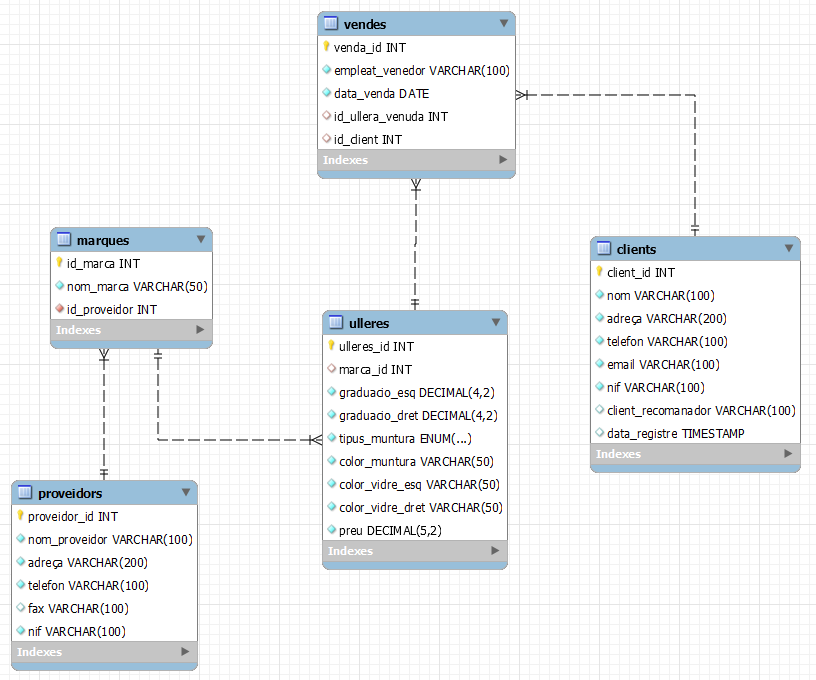 vendes
venda_id INT
empleat_venedor VARCHAR(100)
data_venda DATE
id_ullera_venuda INT
id_client INT
Indexes
marques
id_marca INT
nom_marca VARCHAR(50)
id_proveidor INT
Indexes
clients
client_id INT
nom VARCHAR(100)
adreça VARCHAR(200)
telefon VARCHAR(100)
email VARCHAR(100)
nif VARCHAR(100)
client_recomanador VARCHAR(100)
data_registre TIMESTAMP
Indexes
ulleres
ulleres_id INT
marca_id INT
graduacio_esq DECIMAL(4,2)
graduacio_dret DECIMAL(4,2)
tipus_muntura ENUM(...)
color_muntura VARCHAR(50)
color_vidre_esq VARCHAR(50)
color_vidre_dret VARCHAR(50)
preu DECIMAL(5,2)
Indexes
proveidors
proveidor_id INT
nom_proveidor VARCHAR(100)
adreça VARCHAR(200)
telefon VARCHAR(100)
fax VARCHAR(100)
nif VARCHAR(100)
Indexes